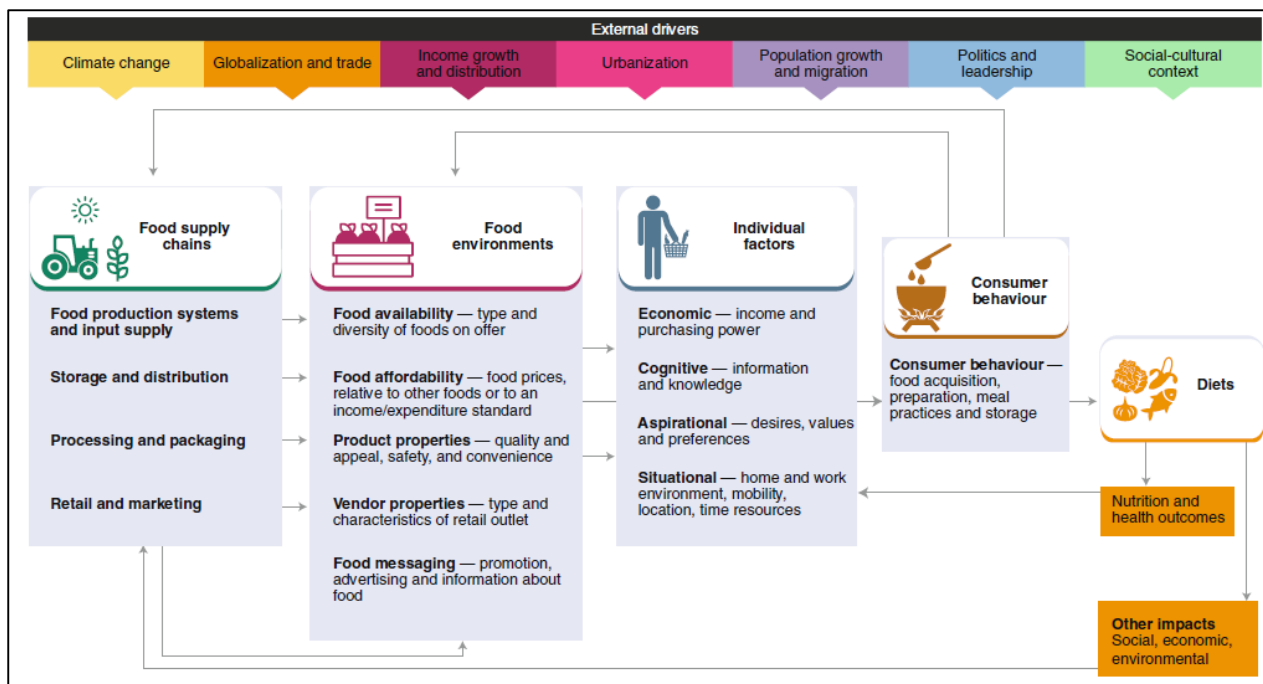 External drivers
Climate change
Globalization and trade
Income growth
and distribution
Urbanization
Population growth
and migration
Politics and
leadership
Social-cultural
context
Food supply
chains
Food production systems
and input supply
Storage and distribution
Processing and packaging
Retail and marketing
Food
environments
Food availability — type and
diversity of foods on offer
Food affordability — food prices,
relative to other foods or to an
income/expenditure standard
Product properties — quality and
appeal, safety, and convenience
Vendor properties — type and
characteristics of retail outlet
Food messaging — promotion,
advertising and information about
food
Individual
factors
Economic — income and
purchasing power
Cognitive — information
and knowledge
Aspirational — desires, values
and preferences
Situational — home and work
environment, mobility,
location, time resources
Consumer
behaviour
Consumer behaviour —
food acquisition,
preparation, meal
practices and storage
Diets
Nutrition and
health outcomes
Other impacts
Social, economic,
environmental